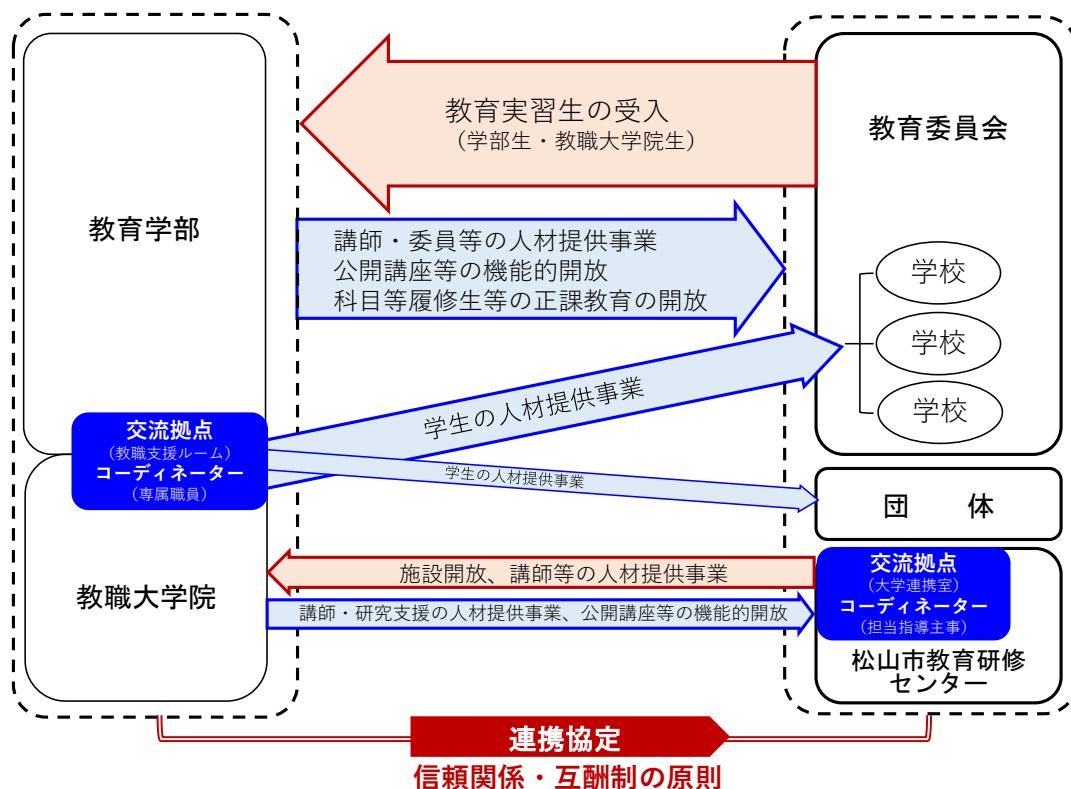 教育実習生の受入
（学部生・教職大学院生）
教育委員会
教育学部
講師・委員等の人材提供事業
公開講座等の機能的開放
科目等履修生等の正課教育の開放
学校
学校
学校
学生の人材提供事業
交流拠点
(教職支援ルーム)
コーディネーター
(専属職員)
学生の人材提供事業
団　体
教職大学院
施設開放、講師等の人材提供事業
講師・研究支援の人材提供事業、公開講座等の機能的開放
交流拠点
(大学連携室)
コーディネーター
(担当指導主事)
松山市教育研修
センター
連携協定
信頼関係・互酬制の原則